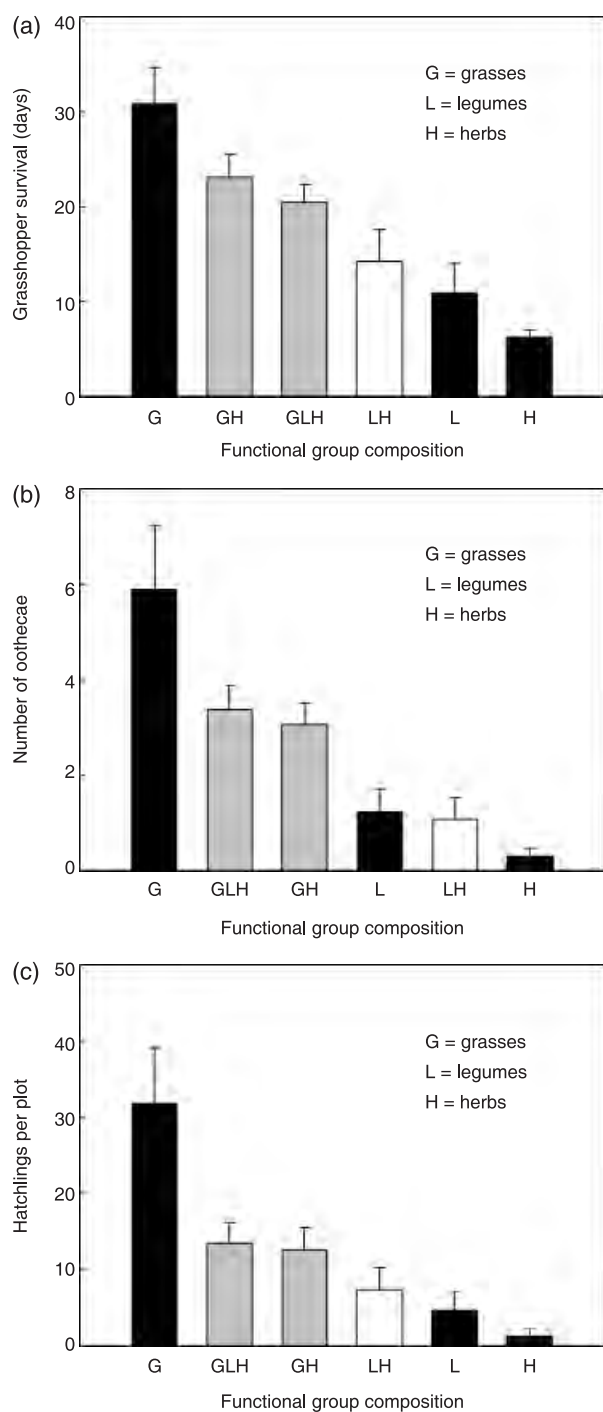 (a)
Grasshopper survival (days)
40
30
20
10
0
G = grasses
L = legumes
H = herbs
G GH GLH LH L H
Functional group composition
(b)
Number of oothecae
8
6
4
2
0
G = grasses
L = legumes
H = herbs
G GLH GH L LH H
Functional group composition
(c)
Hatchlings per plot
50
40
30
20
10
0
G = grasses
L = legumes
H = herbs
G GLH GH LH L H
Functional group composition